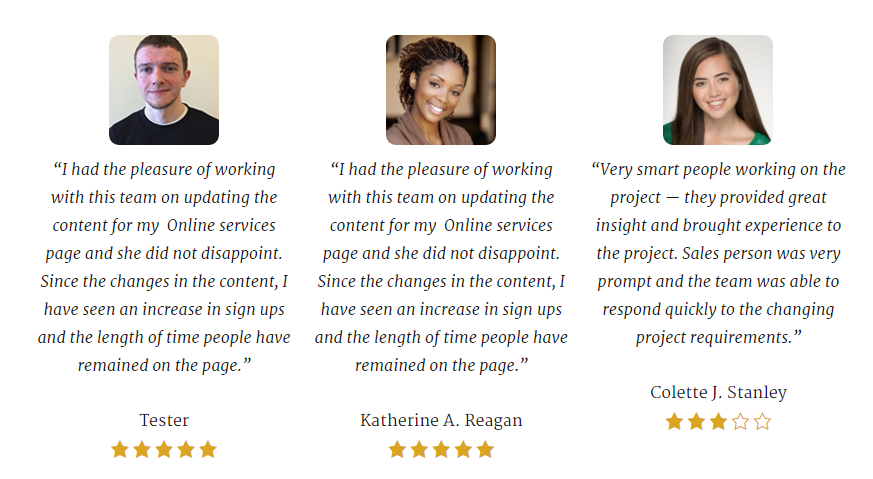 “I had the pleasure of working
with this team on updating the
content for my  Online services
page and she did not disappoint.
Since the changes in the content, I
have seen an increase in sign ups
and the length of time people have
remained on the page.”
Tester
“I had the pleasure of working
with this team on updating the
content for my  Online services
page and she did not disappoint.
Since the changes in the content, I
have seen an increase in sign ups
and the length of time people have
remained on the page.”
Katherine A. Reagan
“Very smart people working on the
project — they provided great
insight and brought experience to
the project. Sales person was very
prompt and the team was able to
respond quickly to the changing
project requirements.”
Colette J. Stanley